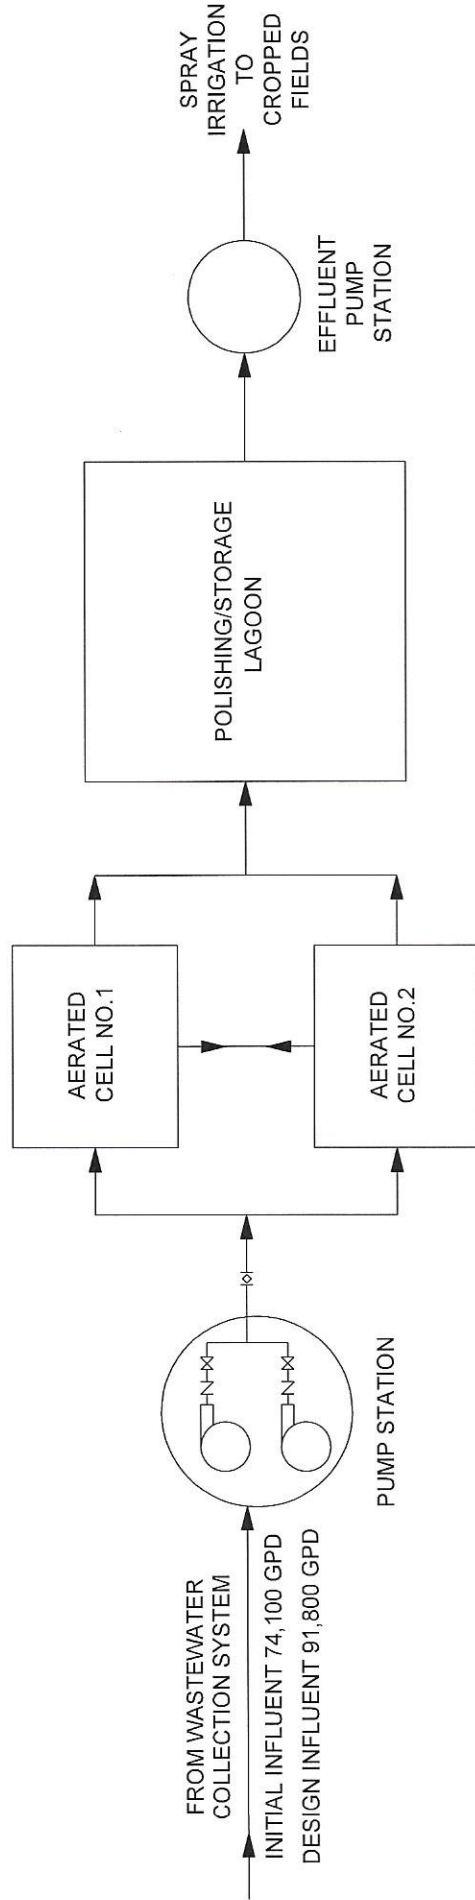 FROM WASTEWATER
COLLECTION SYSTEM
INITIAL INFLUENT 74,100 GPD
DESIGN INFLUENT 91,800 GPD
PUMP STATION
AERATED
CELL NO.1
AERATED
CELL NO.2
POLISHING/STORAGE
LAGOON
EFFLUENT
PUMP
STATION
SPRAY
IRRIGATION
TO
CROPPED
FIELDS